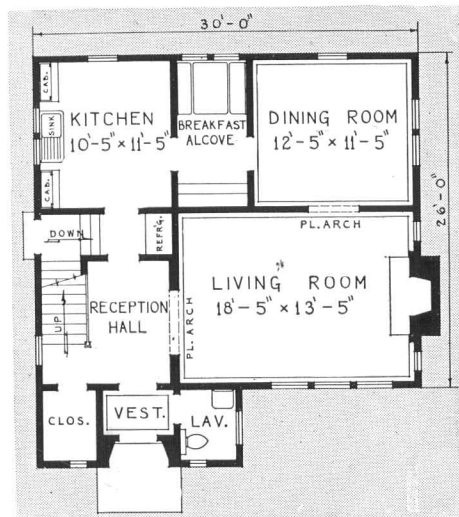 30'-0"
CAB.
KITCHEN
10'-5" × 11'-5"
SINK
CAB.
BREAKFAST
ALCOVE
DINING ROOM
12'-5" × 11'-5"
26'-0"
PL. ARCH
DOWN
REFR'G.
UP
RECEPTION
HALL
PL. ARCH
LIVING ROOM
18'-5" × 13'-5"
CLOS.
VEST.
LAV.